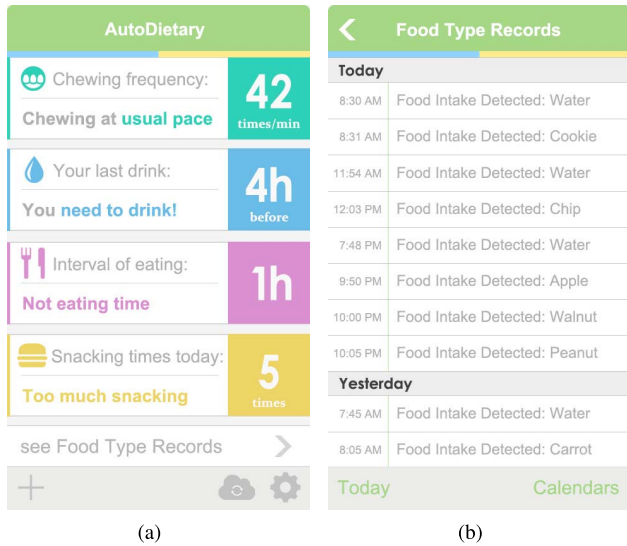 AutoDietary
Chewing frequency:
Chewing at usual pace
42
times/min
Your last drink:
You need to drink!
4h
before
Interval of eating:
Not eating time
1h
Snacking times today:
Too much snacking
5
times
see Food Type Records
(a)
Food Type Records
Today
8:30 AM Food Intake Detected: Water
8:31 AM Food Intake Detected: Cookie
11:54 AM Food Intake Detected: Water
12:03 PM Food Intake Detected: Chip
7:48 PM Food Intake Detected: Water
9:50 PM Food Intake Detected: Apple
10:00 PM Food Intake Detected: Walnut
10:05 PM Food Intake Detected: Peanut
Yesterday
7:45 AM Food Intake Detected: Water
8:05 AM Food Intake Detected: Carrot
Today Calendars
(b)